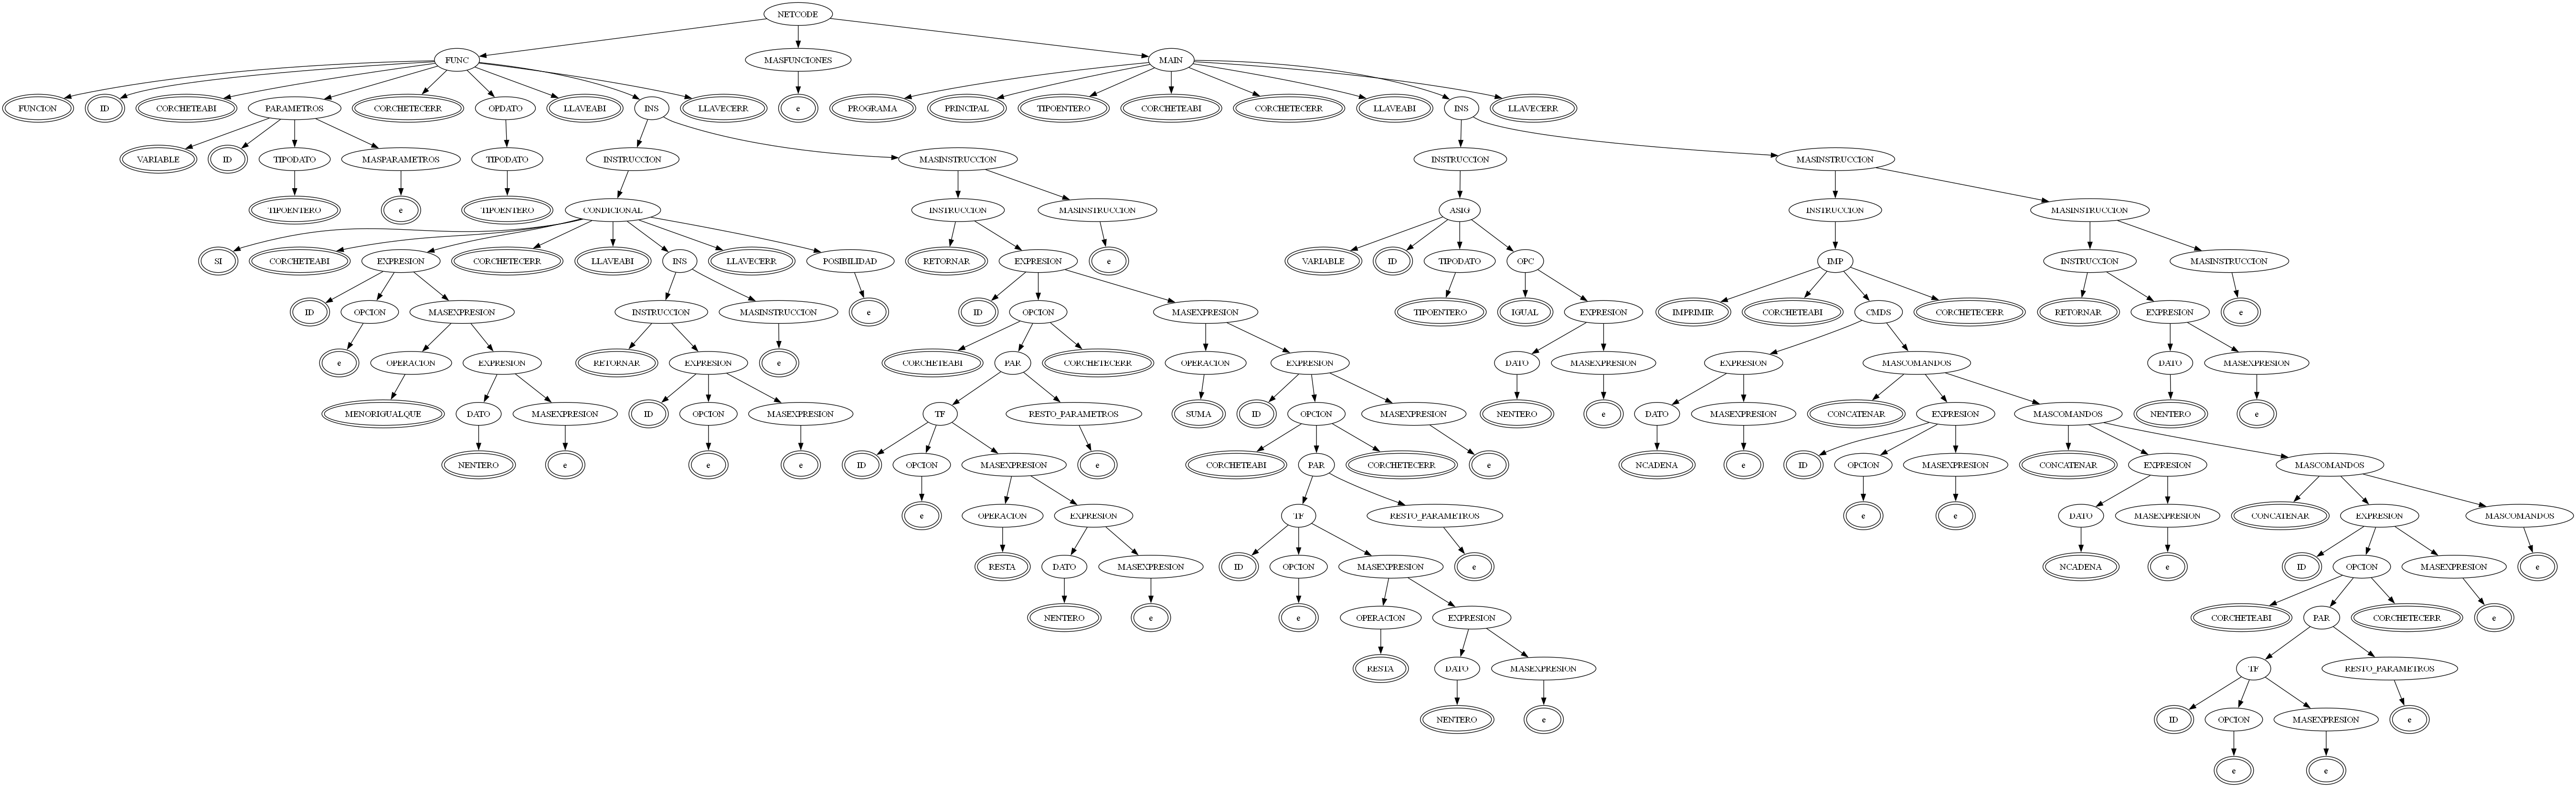 NETCODE
FUNC MASFUNCIONES MAIN
FUNCION ID CORCHETEABI PARAMETROS CORCHETECERR OPDATO LLAVEABI INS LLAVECERR e PROGRAMA PRINCIPAL TIPOENTERO CORCHETEABI CORCHETECERR LLAVEABI INS LLAVECERR
VARIABLE ID TIPODATO MASPARAMETROS TIPODATO INSTRUCCION MASINSTRUCCION INSTRUCCION MASINSTRUCCION
TIPOENTERO e TIPOENTERO CONDICIONAL INSTRUCCION MASINSTRUCCION ASIG INSTRUCCION MASINSTRUCCION
SI CORCHETEABI EXPRESION CORCHETECERR LLAVEABI INS LLAVECERR POSIBILIDAD RETORNAR EXPRESION e VARIABLE ID TIPODATO OPC IMP INSTRUCCION MASINSTRUCCION
ID OPCION MASEXPRESION INSTRUCCION MASINSTRUCCION e ID OPCION MASEXPRESION TIPOENTERO IGUAL EXPRESION IMPRIMIR CORCHETEABI CMDS CORCHETECERR RETORNAR EXPRESION e
e OPERACION EXPRESION RETORNAR EXPRESION e CORCHETEABI PAR CORCHETECERR OPERACION EXPRESION DATO MASEXPRESION EXPRESION MASCOMANDOS DATO MASEXPRESION
MENORIGUALQUE DATO MASEXPRESION ID OPCION MASEXPRESION TF RESTO_PARAMETROS SUMA ID OPCION MASEXPRESION NENTERO e DATO MASEXPRESION CONCATENAR EXPRESION MASCOMANDOS NENTERO e
NENTERO e e e ID OPCION MASEXPRESION e CORCHETEABI PAR CORCHETECERR e NCADENA e ID OPCION MASEXPRESION CONCATENAR EXPRESION MASCOMANDOS
e OPERACION EXPRESION TF RESTO_PARAMETROS e e DATO MASEXPRESION CONCATENAR EXPRESION MASCOMANDOS
RESTA DATO MASEXPRESION ID OPCION MASEXPRESION e NCADENA e ID OPCION MASEXPRESION e
NENTERO e e OPERACION EXPRESION CORCHETEABI PAR CORCHETECERR e
RESTA DATO MASEXPRESION TF RESTO_PARAMETROS
NENTERO e ID OPCION MASEXPRESION e
e e